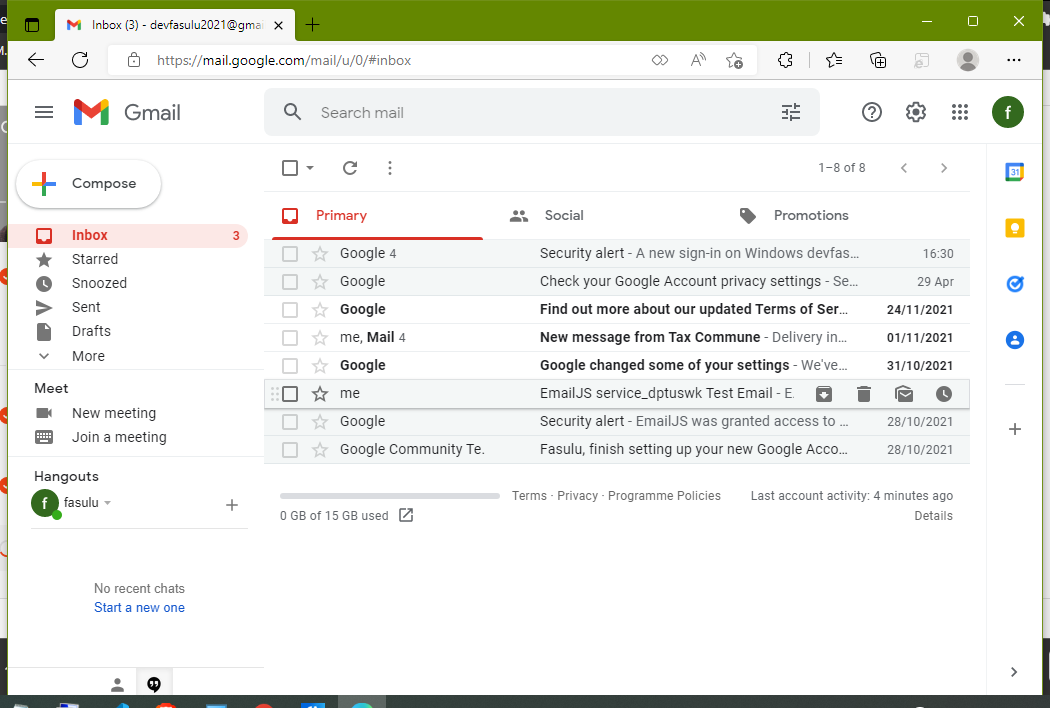 Inbox (3) - devfasulu2021@gma
https://mail.google.com/mail/u/0/#inbox
Gmail
Search mail
f
Compose
1–8 of 8
31
Primary
Social
Promotions
Inbox 3
Starred
Snoozed
Sent
Drafts
More
Google 4 Security alert - A new sign-in on Windows devfas... 16:30
Google Check your Google Account privacy settings - Se... 29 Apr
Google Find out more about our updated Terms of Ser... 24/11/2021
me, Mail 4 New message from Tax Commune - Delivery in... 01/11/2021
Google Google changed some of your settings - We've... 31/10/2021
me EmailJS service_dptuswk Test Email - E.
Google Security alert - EmailJS was granted access to ... 28/10/2021
Google Community Te. Fasulu, finish setting up your new Google Acco... 28/10/2021
Meet
New meeting
Join a meeting
Hangouts
f fasulu
No recent chats
Start a new one
Terms · Privacy · Programme Policies
Last account activity: 4 minutes ago
0 GB of 15 GB used
Details